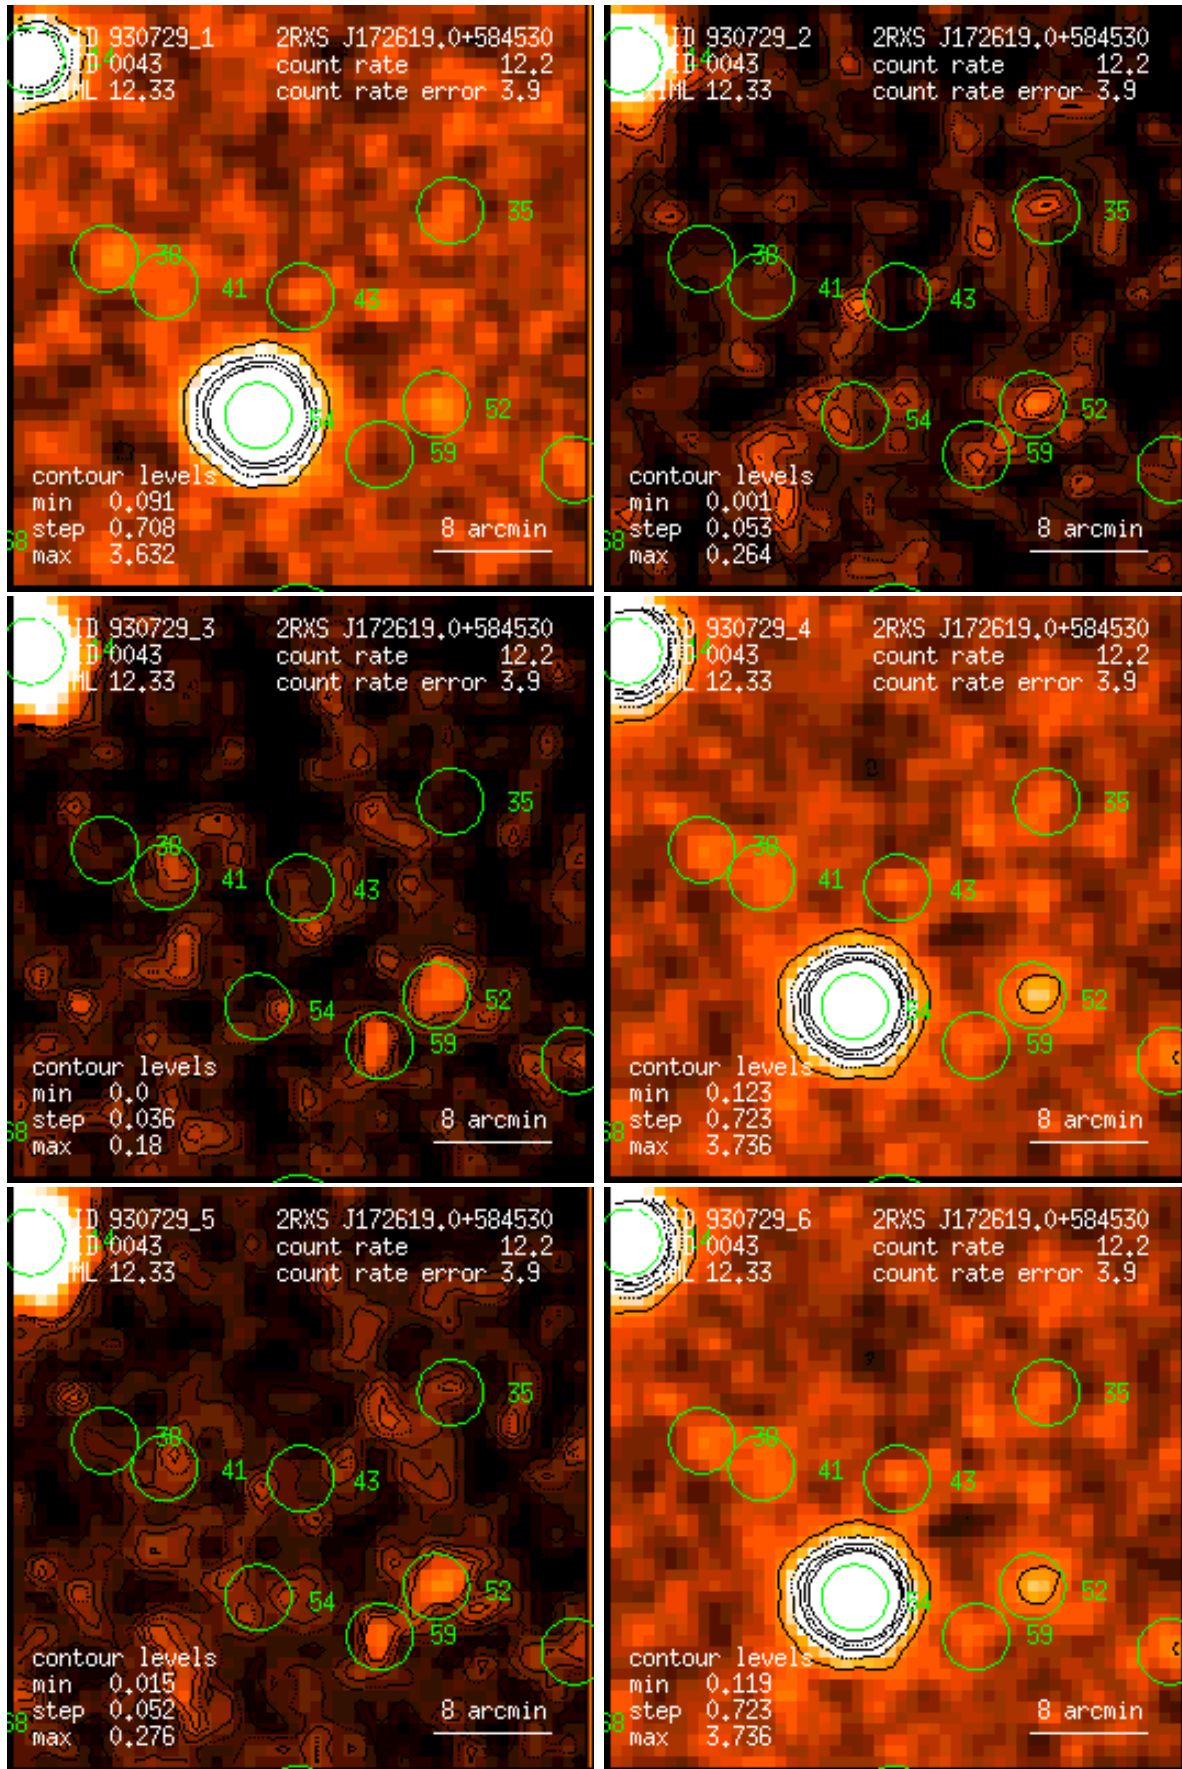 ID 930729_1 2RXS J172619.0+584530
ID 0043 count rate 12.2
ML 12.33 count rate error 3.9
35
38
41
43
54
52
59
contour levels
min 0.091
step 0.708
max 3.632
8 arcmin
68
ID 930729_2 2RXS J172619.0+584530
ID 0043 count rate 12.2
EXIML 12.33 count rate error 3.9
35
38
41
43
54
52
59
contour levels
min 0.001
step 0.053
max 0.264
8 arcmin
68
ID 930729_3 2RXS J172619.0+584530
ID 0043 count rate 12.2
ML 12.33 count rate error 3.9
35
38
41
43
54
52
59
contour levels
min 0.0
step 0.036
max 0.18
8 arcmin
68
ID 930729_4 2RXS J172619.0+584530
ID 0043 count rate 12.2
ML 12.33 count rate error 3.9
35
38
41
43
54
52
59
contour levels
min 0.123
step 0.723
max 3.736
8 arcmin
68
ID 930729_5 2RXS J172619.0+584530
ID 0043 count rate 12.2
ML 12.33 count rate error 3.9
35
38
41
43
54
52
59
contour levels
min 0.015
step 0.052
max 0.276
8 arcmin
68
ID 930729_6 2RXS J172619.0+584530
ID 0043 count rate 12.2
ML 12.33 count rate error 3.9
35
38
41
43
54
52
59
contour levels
min 0.119
step 0.723
max 3.736
8 arcmin
68